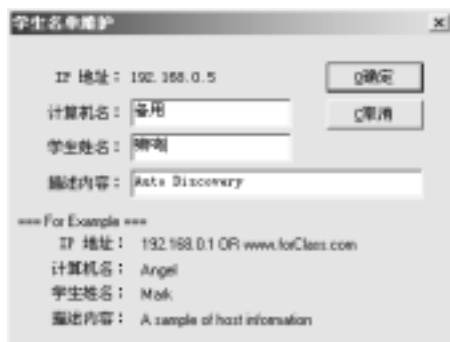 学生名单维护
IP 地址： 192.168.0.5
O确定
计算机名： 备用
C取消
学生姓名：
描述内容： Auto Discovery
=== For Example ===
IP 地址： 192.168.0.1 OR www.forClass.com
计算机名： Angel
学生姓名： Mark
描述内容： A sample of host information